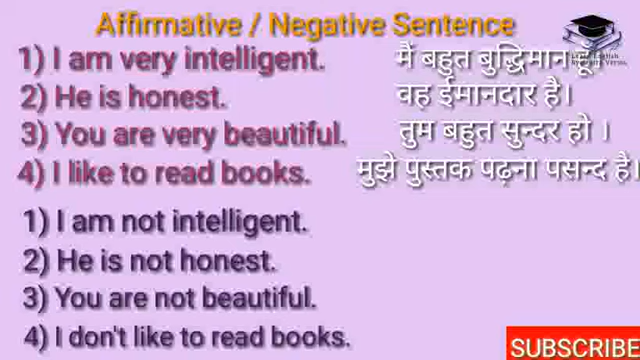 Affirmative / Negative Sentence
1) I am very intelligent. मैं बहुत बुद्धिमान हूँ
2) He is honest. वह ईमानदार है।
3) You are very beautiful. तुम बहुत सुन्दर हो ।
4) I like to read books. मुझे पुस्तक पढ़ना पसन्द है।
1) I am not intelligent.
2) He is not honest.
3) You are not beautiful.
4) I don't like to read books.
SUBSCRIBE